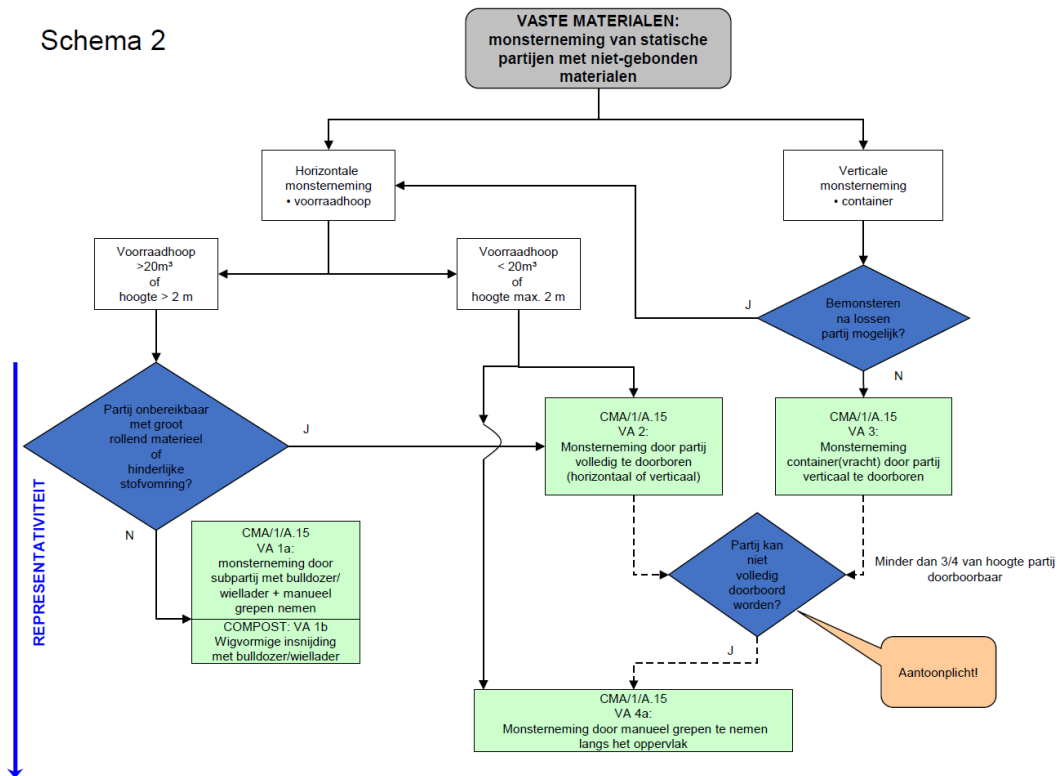 Schema 2
VASTE MATERIALEN:
monsterneming van statische
partijen met niet-gebonden
materialen
Horizontale
monsterneming
• voorraadhoop
Verticale
monsterneming
• container
Voorraadhoop
>20m³
of
hoogte > 2 m
Voorraadhoop
< 20m³
of
hoogte max. 2 m
J
Bemonsteren
na lossen
partij mogelijk?
N
Partij onbereikbaar
met groot
rollend materieel
of
hinderlijke
stofvomring?
J
N
CMA/1/A.15
VA 2:
Monsterneming door partij
volledig te doorboren
(horizontaal of verticaal)
CMA/1/A.15
VA 3:
Monsterneming
container(vracht) door partij
verticaal te doorboren
REPRESENTATIVITEIT
CMA/1/A.15
VA 1a:
monsterneming door
subpartij met bulldozer/
wiellader + manueel
grepen nemen
COMPOST: VA 1b
Wigvormige insnijding
met bulldozer/wiellader
Partij kan
niet
volledig
doorboord
worden?
Minder dan 3/4 van hoogte partij
doorboorbaar
J
Aantoonplicht!
CMA/1/A.15
VA 4a:
Monsterneming door manueel grepen te nemen
langs het oppervlak